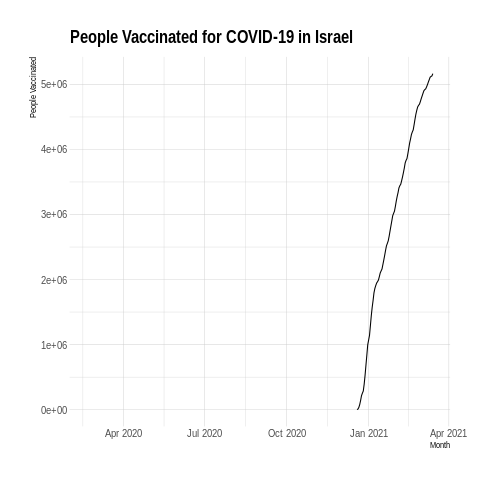 People Vaccinated for COVID-19 in Israel
People Vaccinated
5e+06
4e+06
3e+06
2e+06
1e+06
0e+00
Apr 2020
Jul 2020
Oct 2020
Jan 2021
Apr 2021
Month